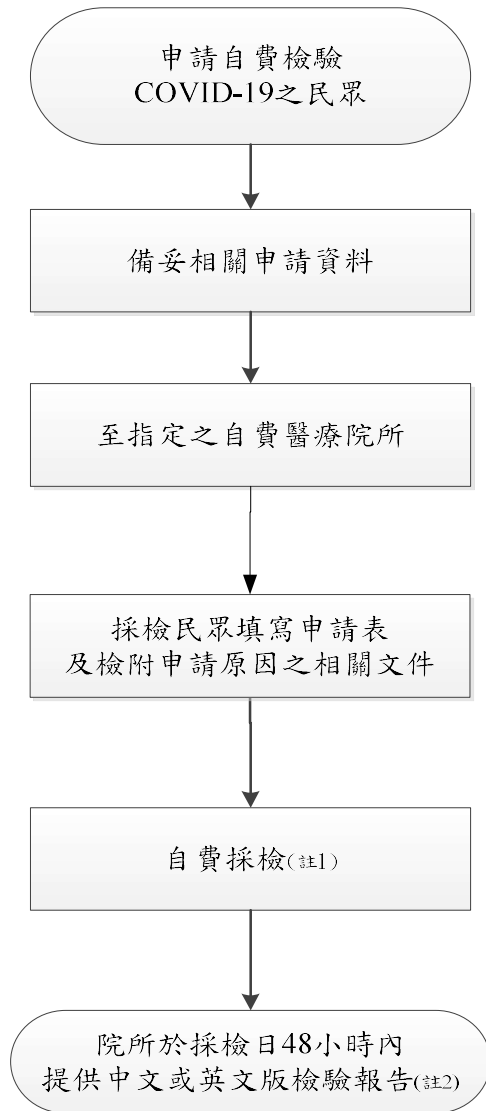 申請自費檢驗
COVID-19之民眾
備妥相關申請資料
至指定之自費醫療院所
採檢民眾填寫申請表
及檢附申請原因之相關文件
自費採檢(註1)
院所於採檢日48小時內
提供中文或英文版檢驗報告(註2)